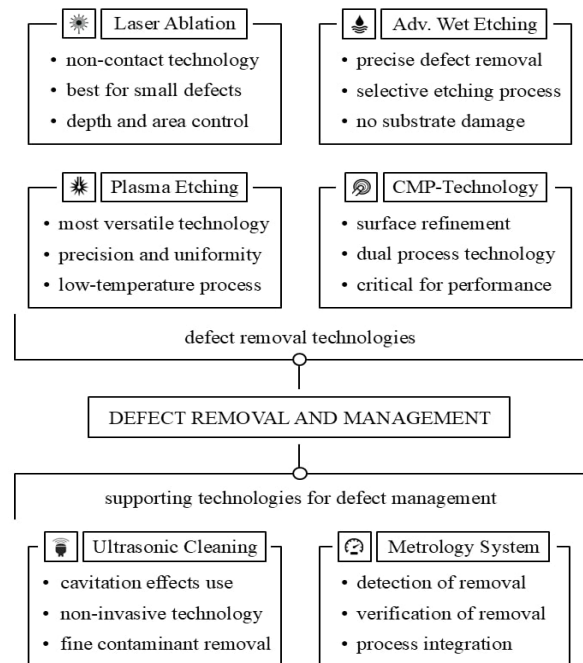 Laser Ablation
• non-contact technology
• best for small defects
• depth and area control
Adv. Wet Etching
• precise defect removal
• selective etching process
• no substrate damage
Plasma Etching
• most versatile technology
• precision and uniformity
• low-temperature process
CMP-Technology
• surface refinement
• dual process technology
• critical for performance
defect removal technologies
DEFECT REMOVAL AND MANAGEMENT
supporting technologies for defect management
Ultrasonic Cleaning
• cavitation effects use
• non-invasive technology
• fine contaminant removal
Metrology System
• detection of removal
• verification of removal
• process integration